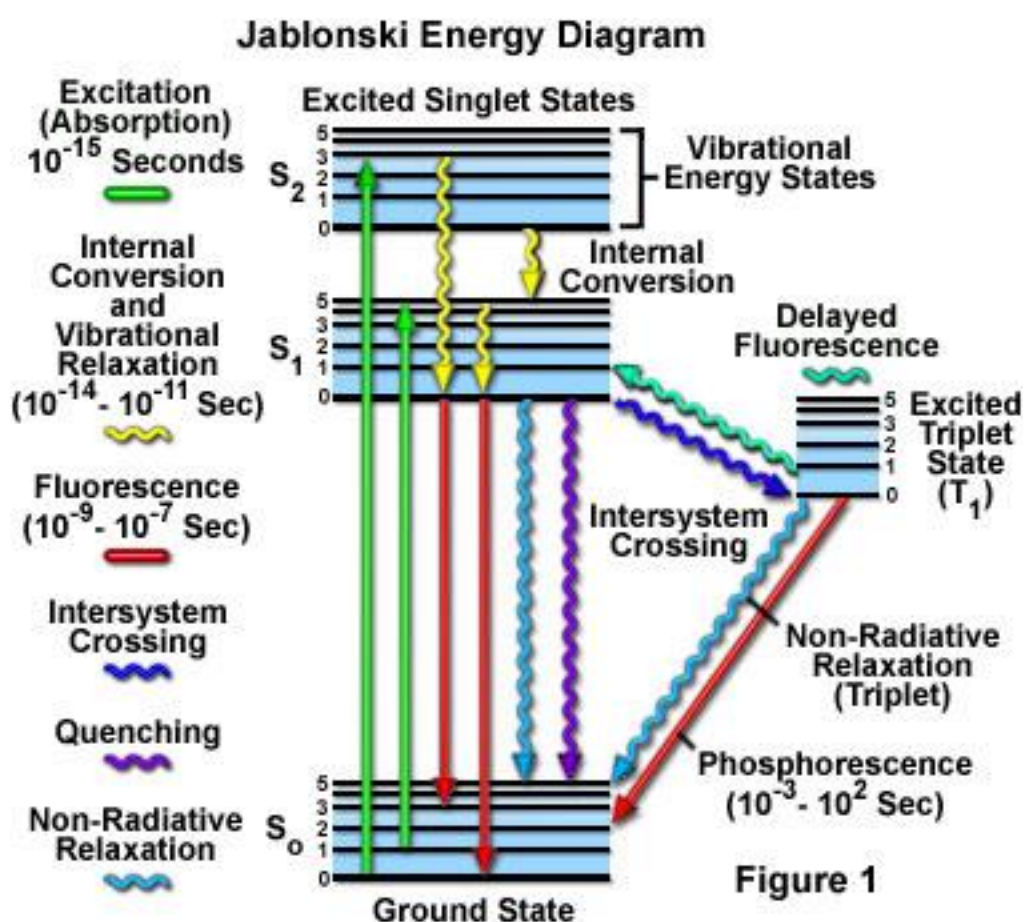 Jablonski Energy Diagram
Excitation
(Absorption)
10^-15 Seconds
Internal
Conversion
and
Vibrational
Relaxation
(10^-14 - 10^-11 Sec)
Fluorescence
(10^-9 - 10^-7 Sec)
Intersystem
Crossing
Quenching
Non-Radiative
Relaxation
Excited Singlet States
S2
5
3
2
1
0
Vibrational
Energy States
Internal
Conversion
S1
5
3
2
1
0
Delayed
Fluorescence
5
3
2
1
0
Excited
Triplet
State
(T1)
Intersystem
Crossing
Non-Radiative
Relaxation
(Triplet)
Phosphorescence
(10^-3 - 10^2 Sec)
So
5
3
2
1
0
Ground State
Figure 1